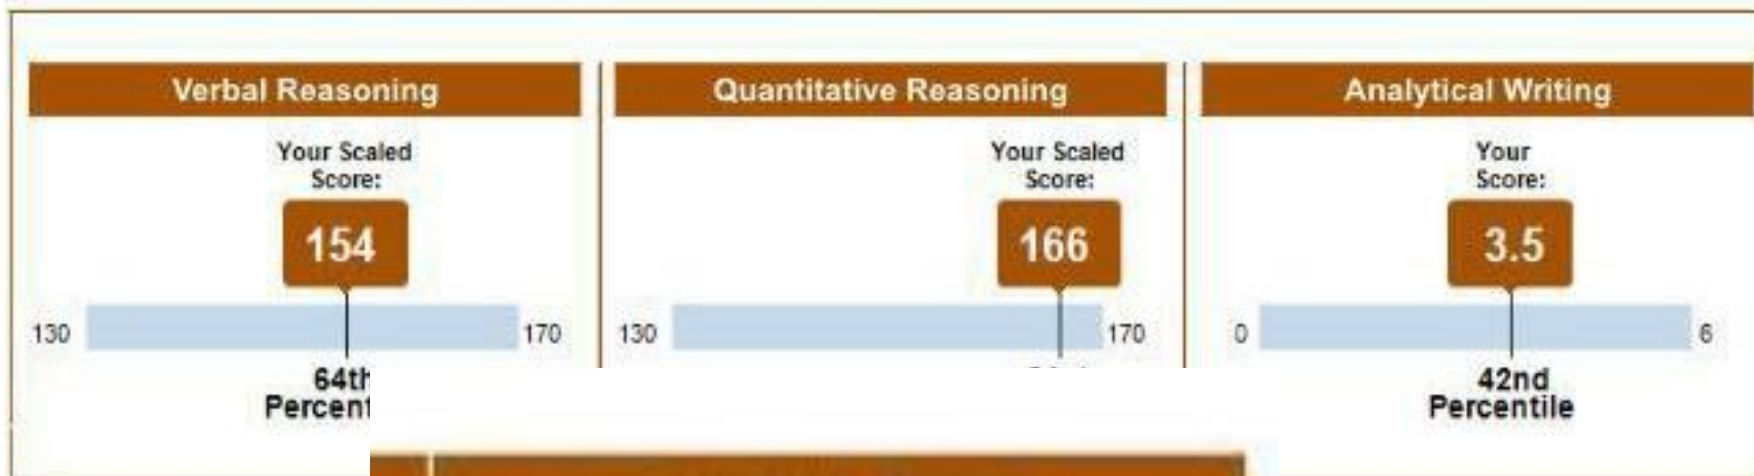 Verbal Reasoning
Your Scaled
Score:
154
130
170
64th
Percent
Quantitative Reasoning
Your Scaled
Score:
166
130
170
Analytical Writing
Your
Score:
3.5
0
6
42nd
Percentile